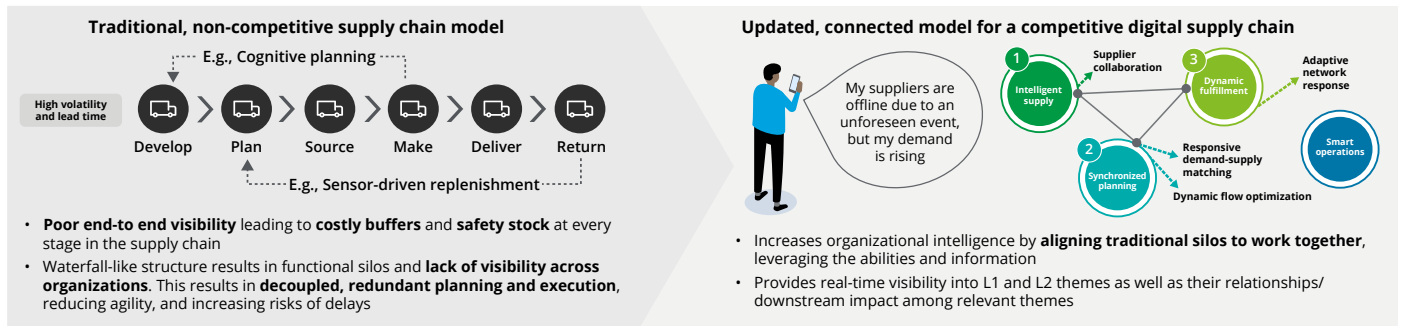 Traditional, non-competitive supply chain model
E.g., Cognitive planning
High volatility
and lead time
Develop
Plan
Source
Make
Deliver
Return
E.g., Sensor-driven replenishment
• Poor end-to end visibility leading to costly buffers and safety stock at every
stage in the supply chain
• Waterfall-like structure results in functional silos and lack of visibility across
organizations. This results in decoupled, redundant planning and execution,
reducing agility, and increasing risks of delays
Updated, connected model for a competitive digital supply chain
My suppliers are
offline due to an
unforeseen event,
but my demand
is rising
1
Intelligent
supply
Supplier
collaboration
3
Dynamic
fulfillment
Adaptive
network
response
2
Synchronized
planning
Responsive
demand-supply
matching
Dynamic flow optimization
Smart
operations
• Increases organizational intelligence by aligning traditional silos to work together,
leveraging the abilities and information
• Provides real-time visibility into L1 and L2 themes as well as their relationships/
downstream impact among relevant themes